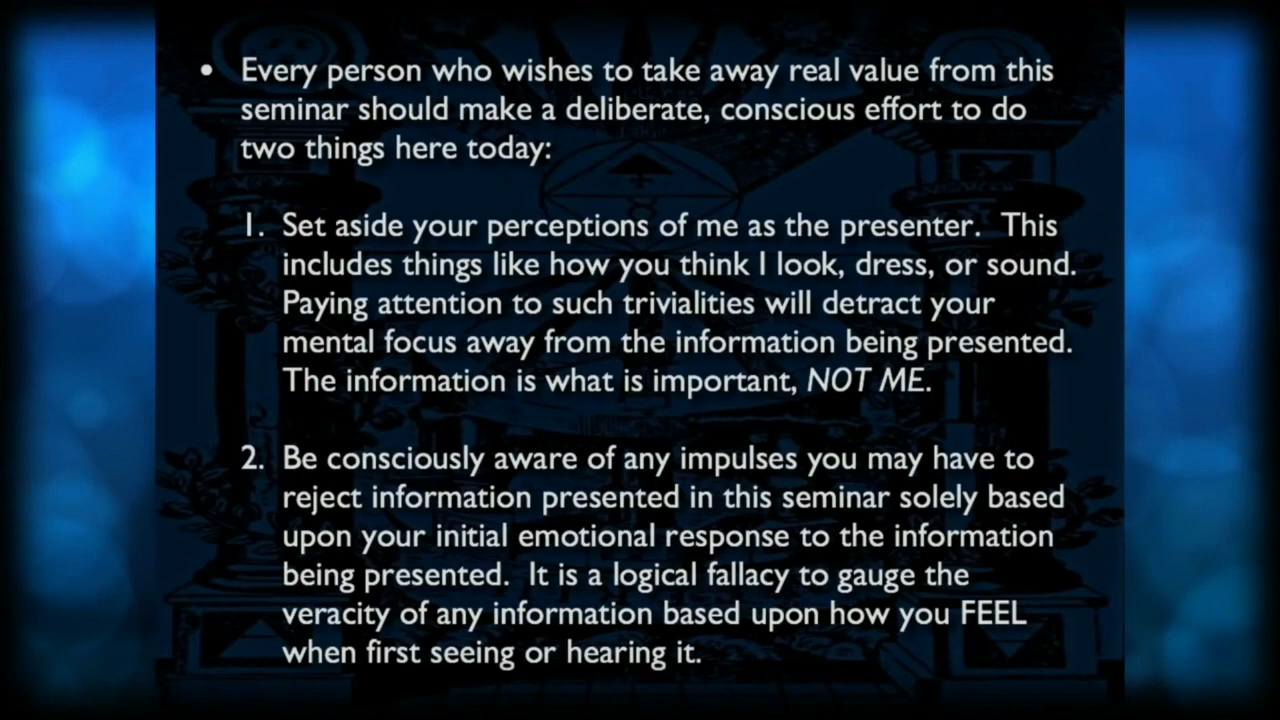 • Every person who wishes to take away real value from this
seminar should make a deliberate, conscious effort to do
two things here today:
1. Set aside your perceptions of me as the presenter. This
includes things like how you think I look, dress, or sound.
Paying attention to such trivialities will detract your
mental focus away from the information being presented.
The information is what is important, NOT ME.
2. Be consciously aware of any impulses you may have to
reject information presented in this seminar solely based
upon your initial emotional response to the information
being presented. It is a logical fallacy to gauge the
veracity of any information based upon how you FEEL
when first seeing or hearing it.